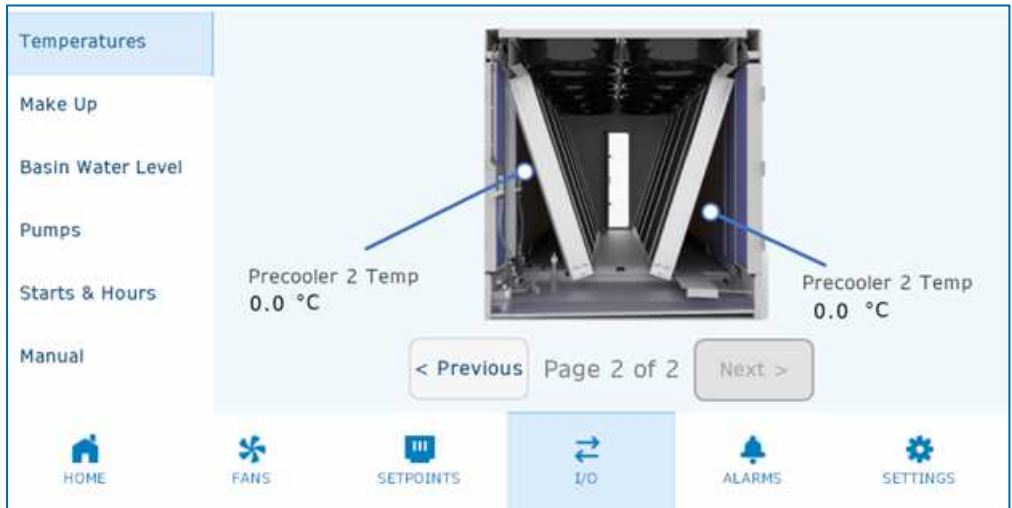 Temperatures
Make Up
Basin Water Level
Pumps
Starts & Hours
Manual
Precooler 2 Temp
0.0 °C
Precooler 2 Temp
0.0 °C
< Previous
Page 2 of 2
Next >
HOME
FANS
SETPOINTS
I/O
ALARMS
SETTINGS